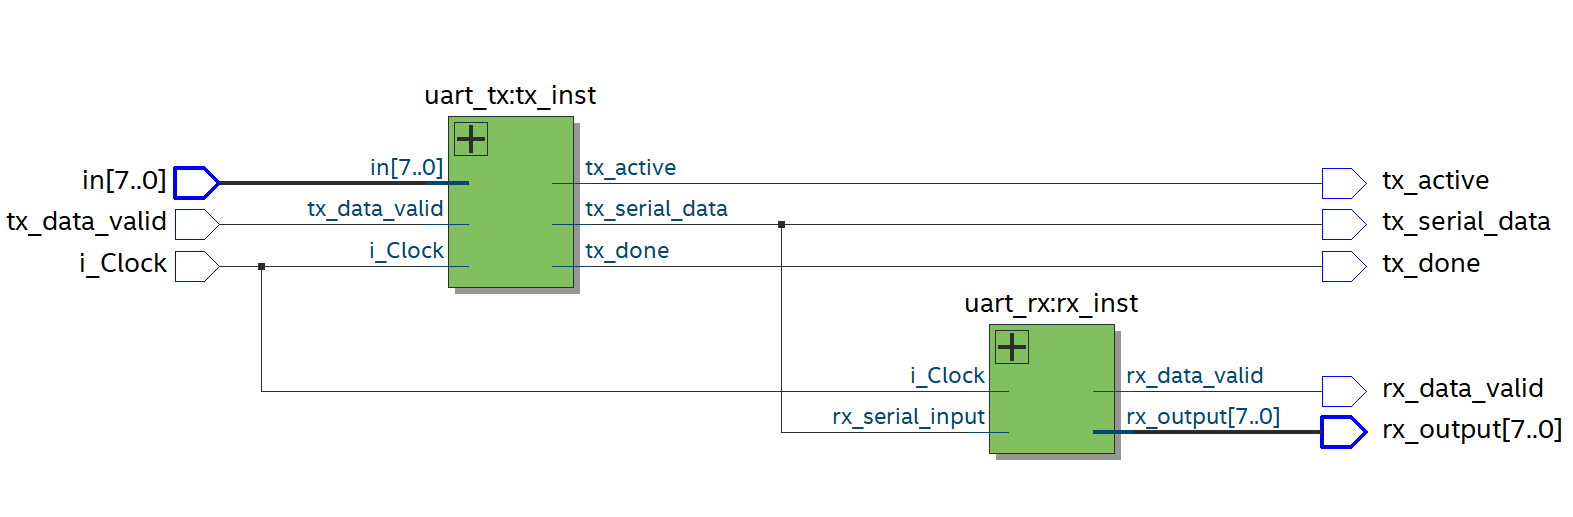 uart_tx:tx_inst
in[7..0] in[7..0] tx_active tx_active
tx_data_valid tx_data_valid tx_serial_data tx_serial_data
i_Clock i_Clock tx_done tx_done
uart_rx:rx_inst
i_Clock rx_data_valid rx_data_valid
rx_serial_input rx_output[7..0] rx_output[7..0]